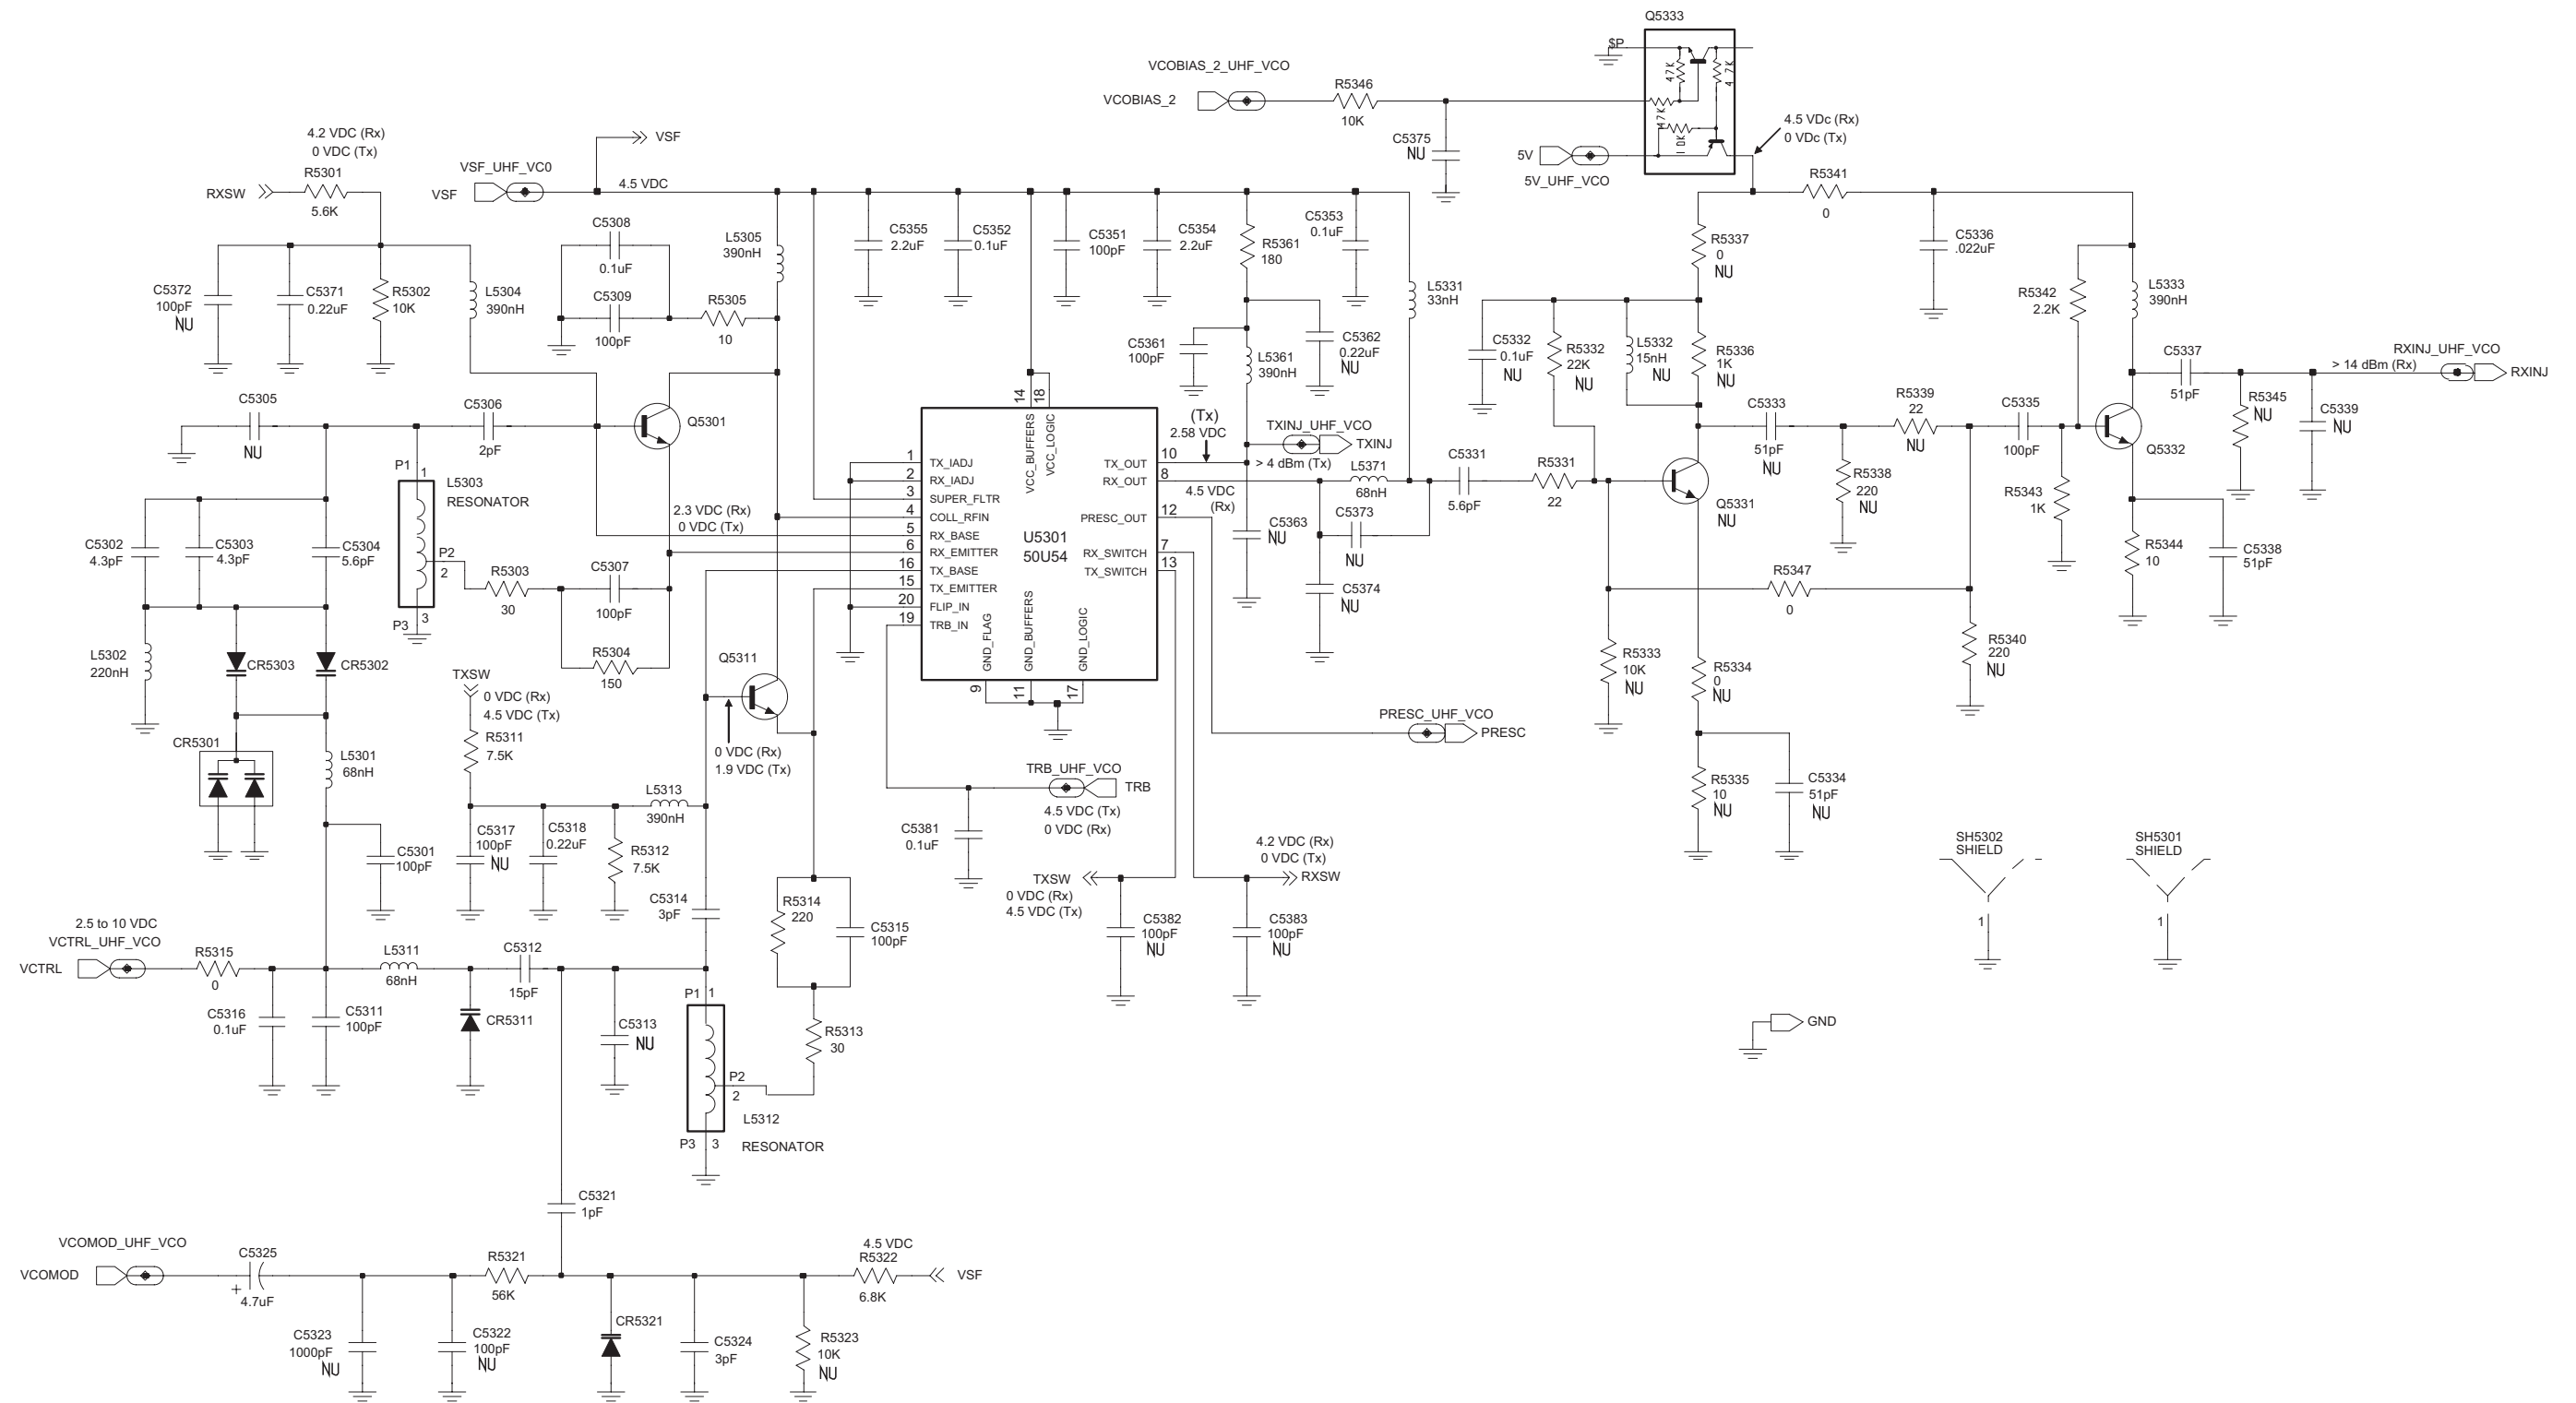 Q5333
$P
47K
4.7K
47K
10K
VCOBIAS_2_UHF_VCO
VCOBIAS_2
R5346
10K
C5375
NU
5V
5V_UHF_VCO
4.5 VDc (Rx)
0 VDc (Tx)
R5341
0
4.2 VDC (Rx)
0 VDC (Tx)
R5301
RXSW
5.6K
VSF
VSF_UHF_VC0
VSF
4.5 VDC
C5372
100pF
NU
C5371
0.22uF
R5302
10K
L5304
390nH
C5308
0.1uF
C5309
100pF
R5305
10
L5305
390nH
C5355
2.2uF
C5352
0.1uF
C5351
100pF
C5354
2.2uF
R5361
180
C5353
0.1uF
L5331
33nH
C5361
100pF
L5361
390nH
C5362
0.22uF
NU
C5332
0.1uF
NU
R5332
22K
NU
L5332
15nH
NU
R5337
0
NU
R5336
1K
NU
C5336
.022uF
R5342
2.2K
L5333
390nH
C5337
51pF
> 14 dBm (Rx)
RXINJ_UHF_VCO
RXINJ
R5345
NU
C5339
NU
C5305
NU
C5306
2pF
Q5301
P1
1
L5303
RESONATOR
P2
2
P3
3
C5302
4.3pF
C5303
4.3pF
C5304
5.6pF
R5303
30
C5307
100pF
R5304
150
2.3 VDC (Rx)
0 VDC (Tx)
L5302
220nH
CR5303
CR5302
CR5301
L5301
68nH
C5301
100pF
14
18
VCC_BUFFERS
VCC_LOGIC
1 TX_IADJ
2 RX_IADJ
3 SUPER_FLTR
4 COLL_RFIN
5 RX_BASE
6 RX_EMITTER
16 TX_BASE
15 TX_EMITTER
20 FLIP_IN
19 TRB_IN
U5301
50U54
TX_OUT 10
RX_OUT 8
PRESC_OUT 12
RX_SWITCH 7
TX_SWITCH 13
GND_FLAG
GND_BUFFERS
GND_LOGIC
9
11
17
(Tx)
2.58 VDC
TXINJ_UHF_VCO
TXINJ
> 4 dBm (Tx)
4.5 VDC
(Rx)
L5371
68nH
C5363
NU
C5373
NU
C5374
NU
C5331
5.6pF
R5331
22
Q5331
NU
C5333
51pF
NU
R5339
22
NU
R5338
220
NU
C5335
100pF
R5343
1K
Q5332
R5344
10
C5338
51pF
R5347
0
R5340
220
NU
R5333
10K
NU
R5334
0
NU
R5335
10
NU
C5334
51pF
NU
TXSW
0 VDC (Rx)
4.5 VDC (Tx)
R5311
7.5K
Q5311
0 VDC (Rx)
1.9 VDC (Tx)
L5313
390nH
C5317
100pF
NU
C5318
0.22uF
R5312
7.5K
C5314
3pF
R5314
220
C5315
100pF
R5313
30
PRESC_UHF_VCO
PRESC
TRB_UHF_VCO
TRB
4.5 VDC (Tx)
0 VDC (Rx)
C5381
0.1uF
TXSW
0 VDC (Rx)
4.5 VDC (Tx)
4.2 VDC (Rx)
0 VDC (Tx)
RXSW
C5382
100pF
NU
C5383
100pF
NU
SH5302
SHIELD
1
SH5301
SHIELD
1
GND
2.5 to 10 VDC
VCTRL_UHF_VCO
VCTRL
R5315
0
C5316
0.1uF
C5311
100pF
L5311
68nH
CR5311
C5312
15pF
C5313
NU
P1
1
P2
2
L5312
P3
3
RESONATOR
C5321
1pF
VCOMOD_UHF_VCO
VCOMOD
C5325
+
4.7uF
R5321
56K
4.5 VDC
R5322
6.8K
VSF
C5323
1000pF
NU
C5322
100pF
NU
CR5321
C5324
3pF
R5323
10K
NU